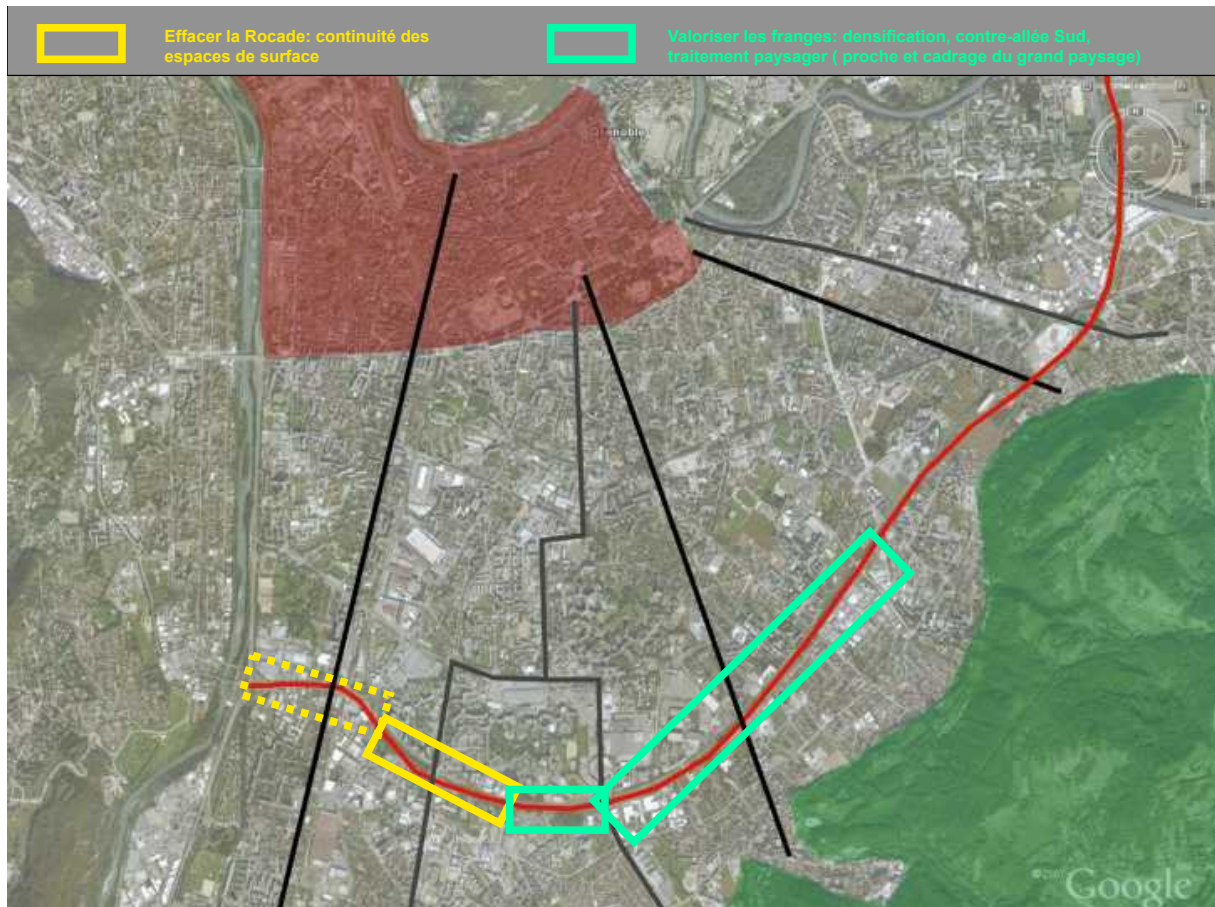 Effacer la Rocade: continuité des
espaces de surface
Valoriser les franges: densification, contre-allée Sud,
traitement paysager ( proche et cadrage du grand paysage)
Grenoble
N
Google